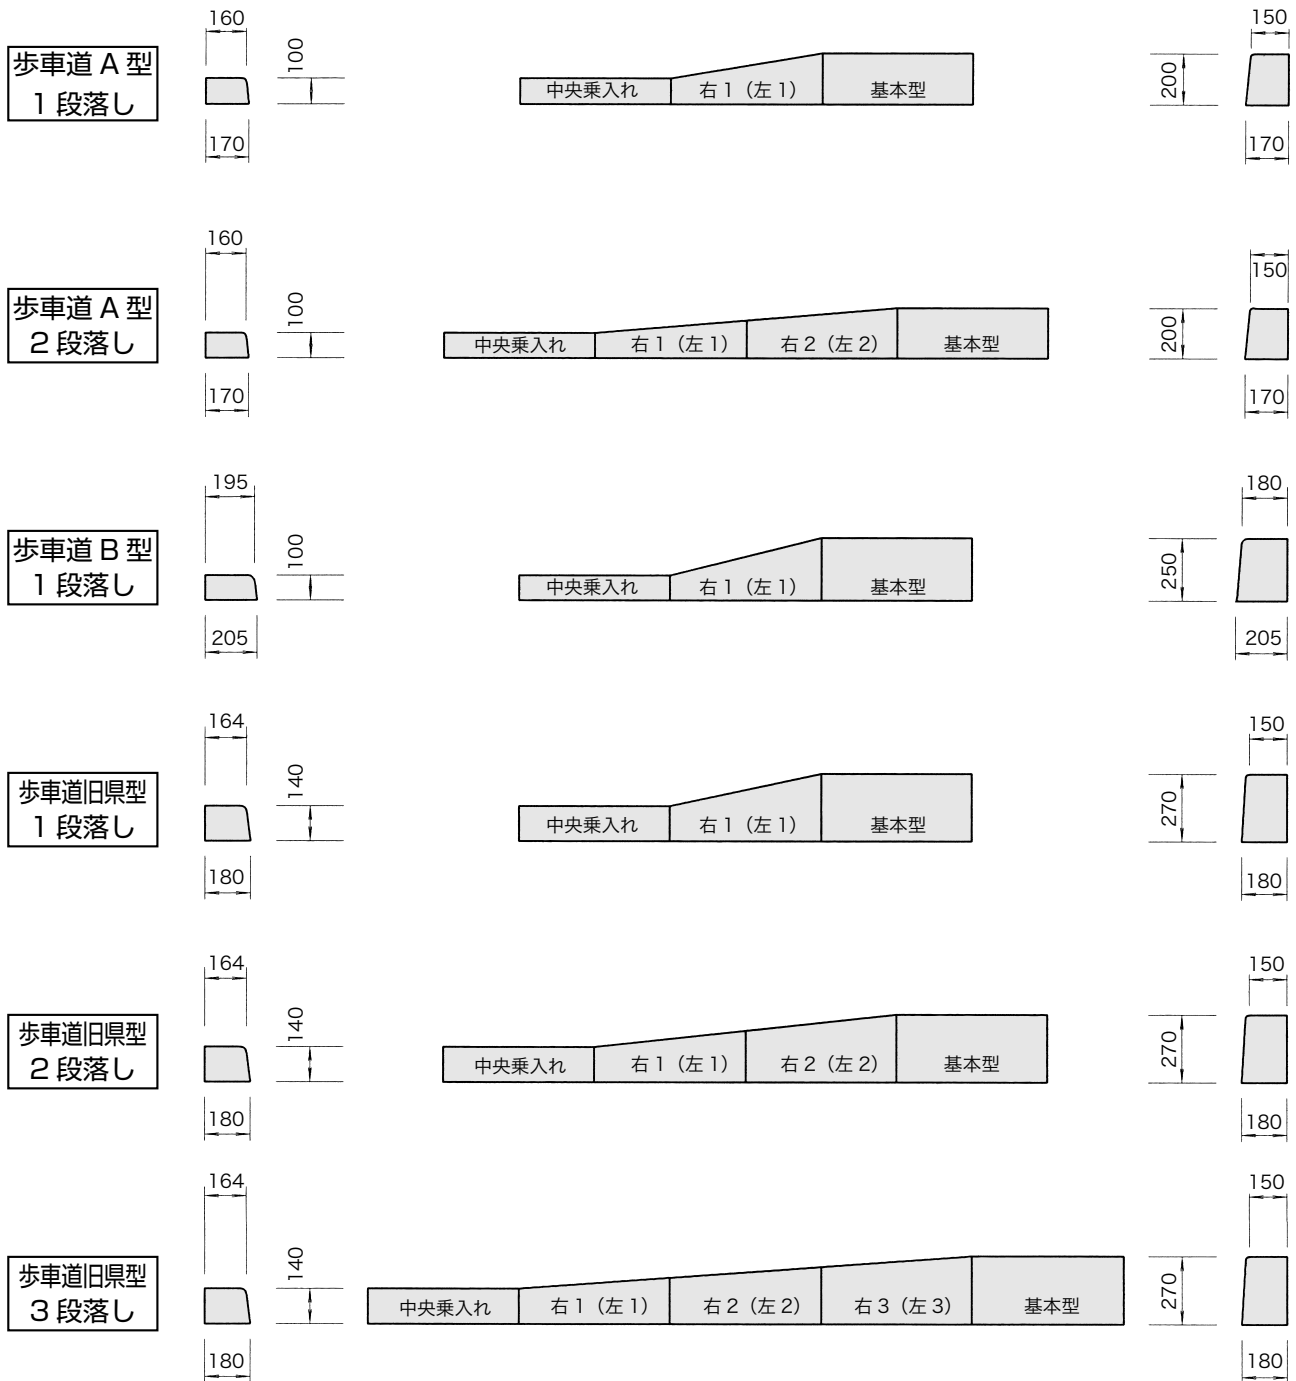 歩車道 A 型
1 段落し
160
100
170
中央乗入れ
右 1（左 1）
基本型
150
200
170
歩車道 A 型
2 段落し
160
100
170
中央乗入れ
右 1（左 1）
右 2（左 2）
基本型
150
200
170
歩車道 B 型
1 段落し
195
100
205
中央乗入れ
右 1（左 1）
基本型
180
250
205
歩車道旧県型
1 段落し
164
140
180
中央乗入れ
右 1（左 1）
基本型
150
270
180
歩車道旧県型
2 段落し
164
140
180
中央乗入れ
右 1（左 1）
右 2（左 2）
基本型
150
270
180
歩車道旧県型
3 段落し
164
140
180
中央乗入れ
右 1（左 1）
右 2（左 2）
右 3（左 3）
基本型
150
270
180